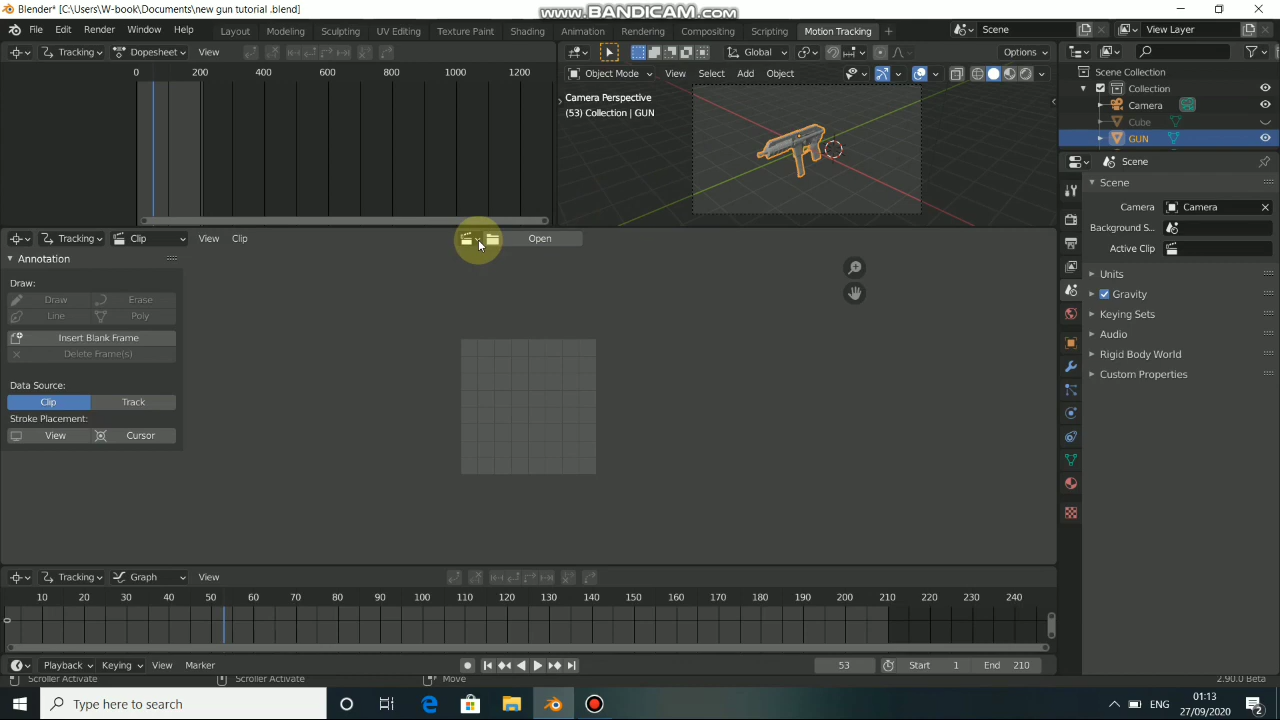 Blender* [C:\Users\W-book\Documents\new gun tutorial .blend]
www.BANDICAM.com
File Edit Render Window Help
Layout Modeling Sculpting UV Editing Texture Paint Shading Animation Rendering Compositing Scripting Motion Tracking +
Scene
View Layer
Tracking Dopesheet View
Global
Options
0 200 400 600 800 1000 1200
Object Mode View Select Add Object
Camera Perspective
(53) Collection | GUN
Scene Collection
Collection
Camera
Cube
GUN
Scene
Scene
Camera Camera
Background S...
Active Clip
Units
Gravity
Keying Sets
Audio
Rigid Body World
Custom Properties
Tracking Clip View Clip
Open
Annotation
Draw:
Draw Erase
Line Poly
Insert Blank Frame
Delete Frame(s)
Data Source:
Clip Track
Stroke Placement:
View Cursor
Tracking Graph View
10 20 30 40 50 60 70 80 90 100 110 120 130 140 150 160 170 180 190 200 210 220 230 240
Playback Keying View Marker
53
Start 1
End 210
Scroller Activate
Scroller Activate
Move
2.90.0 Beta
Type here to search
ENG
01:13
27/09/2020
2